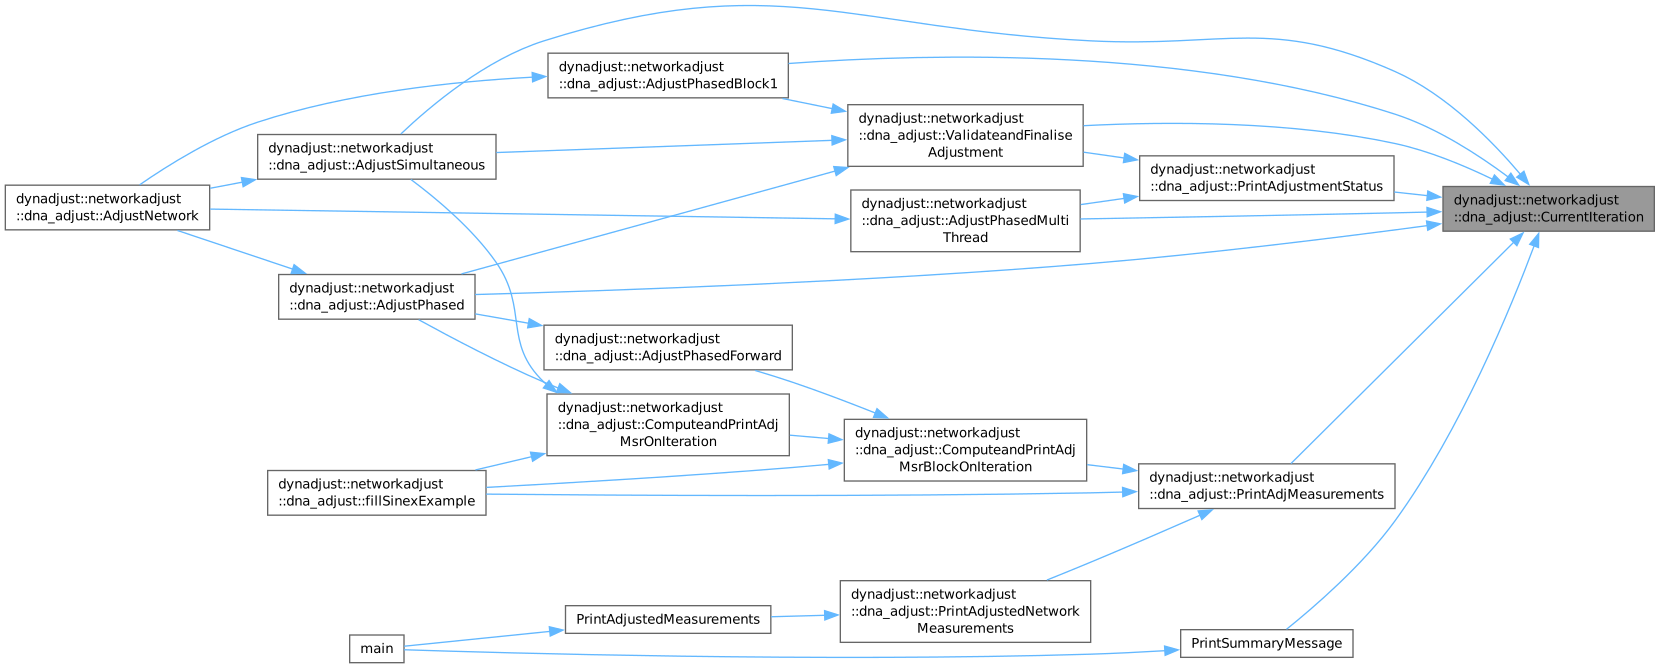 dynadjust::networkadjust
::dna_adjust::AdjustPhasedBlock1
dynadjust::networkadjust
::dna_adjust::ValidateandFinalise
Adjustment
dynadjust::networkadjust
::dna_adjust::AdjustSimultaneous
dynadjust::networkadjust
::dna_adjust::PrintAdjustmentStatus
dynadjust::networkadjust
::dna_adjust::AdjustNetwork
dynadjust::networkadjust
::dna_adjust::AdjustPhasedMulti
Thread
dynadjust::networkadjust
::dna_adjust::CurrentIteration
dynadjust::networkadjust
::dna_adjust::AdjustPhased
dynadjust::networkadjust
::dna_adjust::AdjustPhasedForward
dynadjust::networkadjust
::dna_adjust::ComputeandPrintAdj
MsrOnIteration
dynadjust::networkadjust
::dna_adjust::ComputeandPrintAdj
MsrBlockOnIteration
dynadjust::networkadjust
::dna_adjust::fillSinexExample
dynadjust::networkadjust
::dna_adjust::PrintAdjMeasurements
dynadjust::networkadjust
::dna_adjust::PrintAdjustedNetwork
Measurements
PrintAdjustedMeasurements
main
PrintSummaryMessage